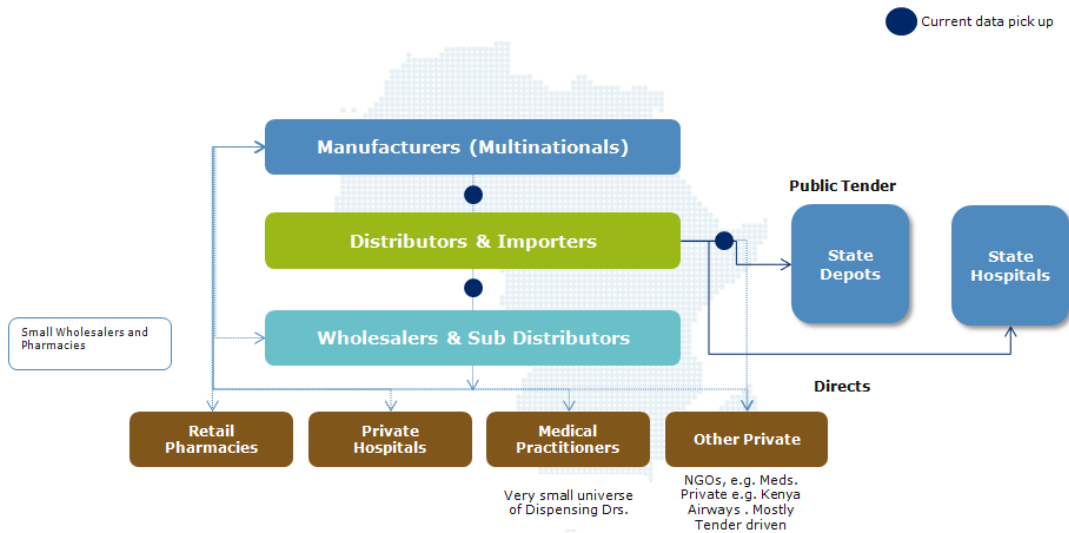 Current data pick up
Manufacturers (Multinationals)
Public Tender
Distributors & Importers
State
Depots
State
Hospitals
Small Wholesalers and
Pharmacies
Wholesalers & Sub Distributors
Directs
Retail
Pharmacies
Private
Hospitals
Medical
Practitioners
Other Private
Very small universe
of Dispensing Drs.
NGOs, e.g. Meds.
Private e.g. Kenya
Airways . Mostly
Tender driven